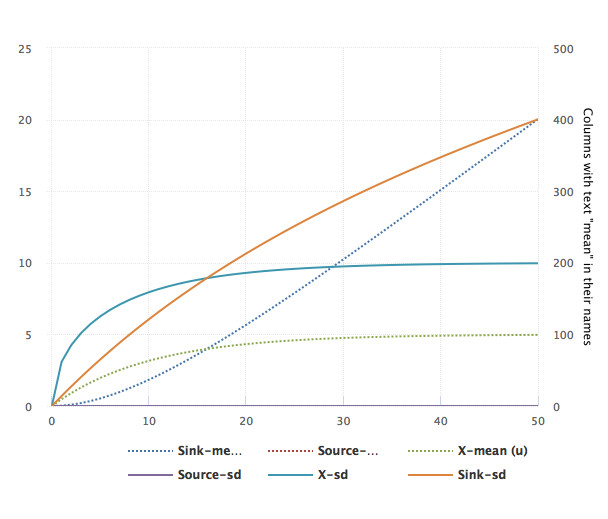 25
500
20
400
15
300
10
200
5
100
0
0
0
10
20
30
40
50
Columns with text "mean" in their names
Sink-me...
Source-...
X-mean (u)
Source-sd
X-sd
Sink-sd